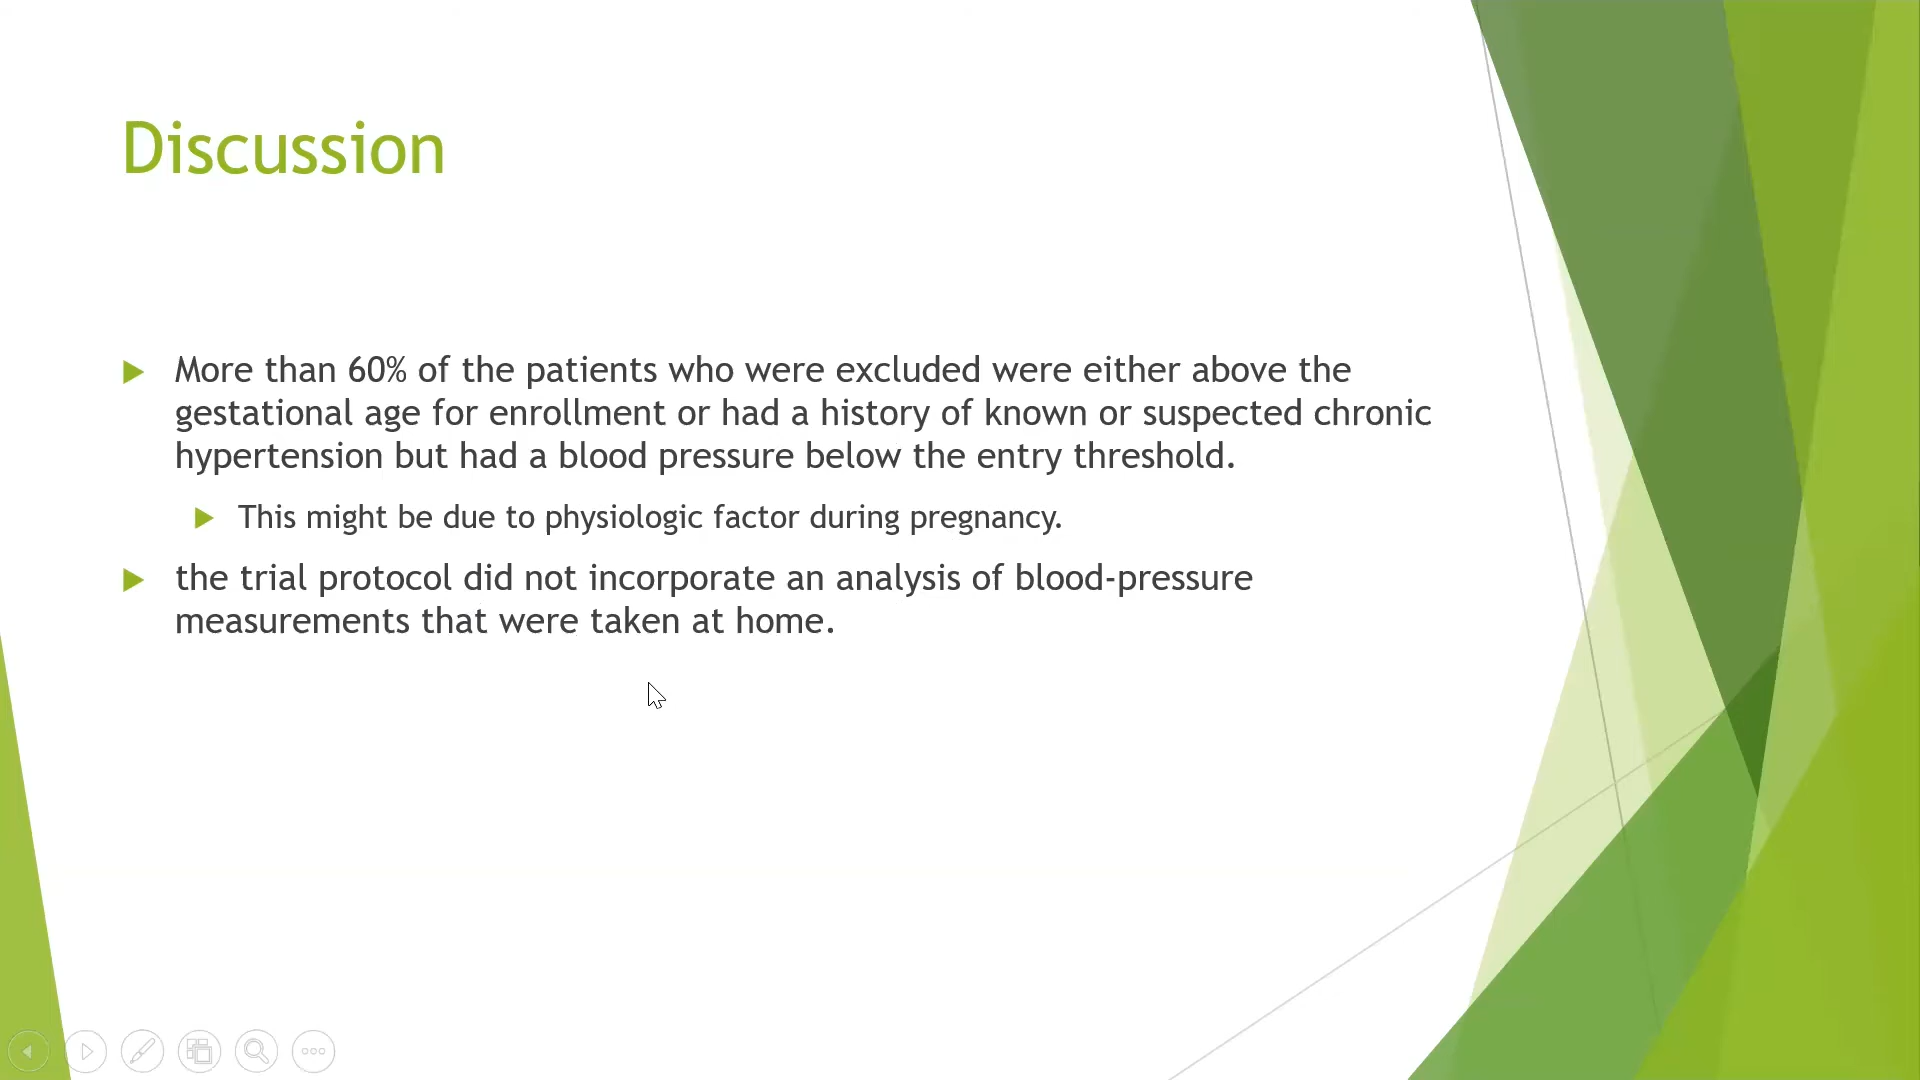 Discussion
More than 60% of the patients who were excluded were either above the
gestational age for enrollment or had a history of known or suspected chronic
hypertension but had a blood pressure below the entry threshold.
This might be due to physiologic factor during pregnancy.
the trial protocol did not incorporate an analysis of blood-pressure
measurements that were taken at home.